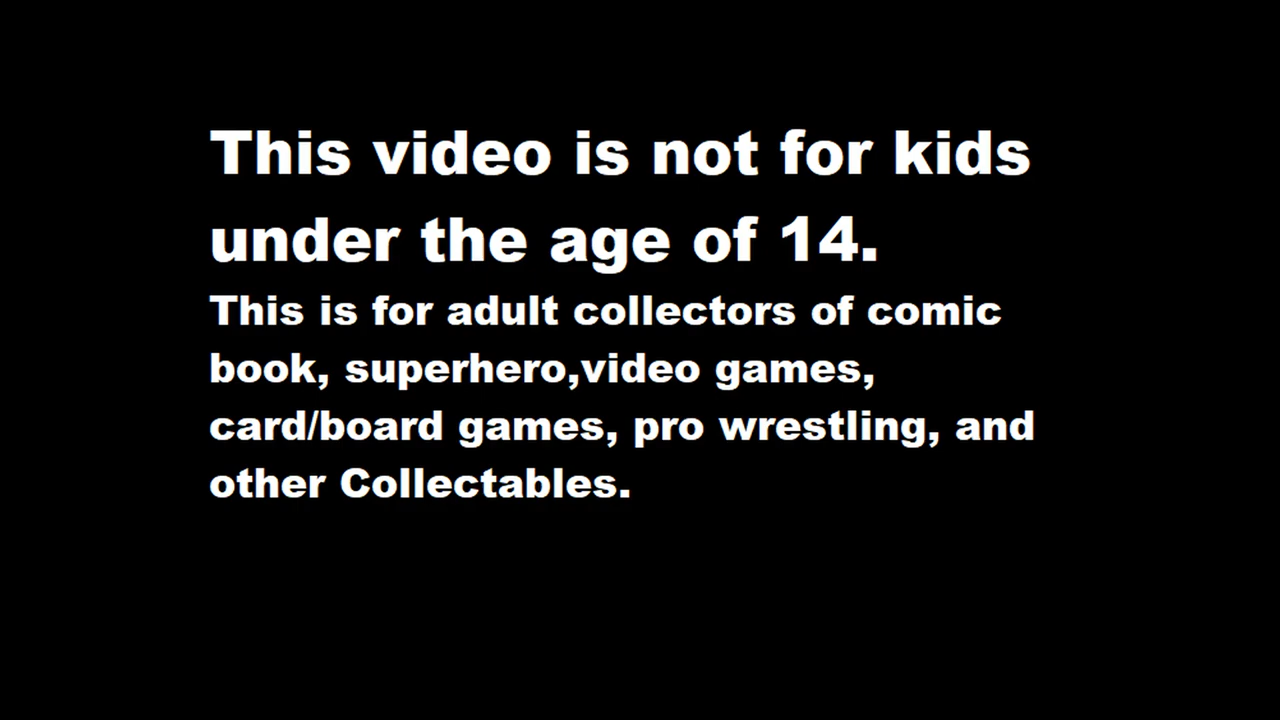 This video is not for kids
under the age of 14.
This is for adult collectors of comic
book, superhero,video games,
card/board games, pro wrestling, and
other Collectables.